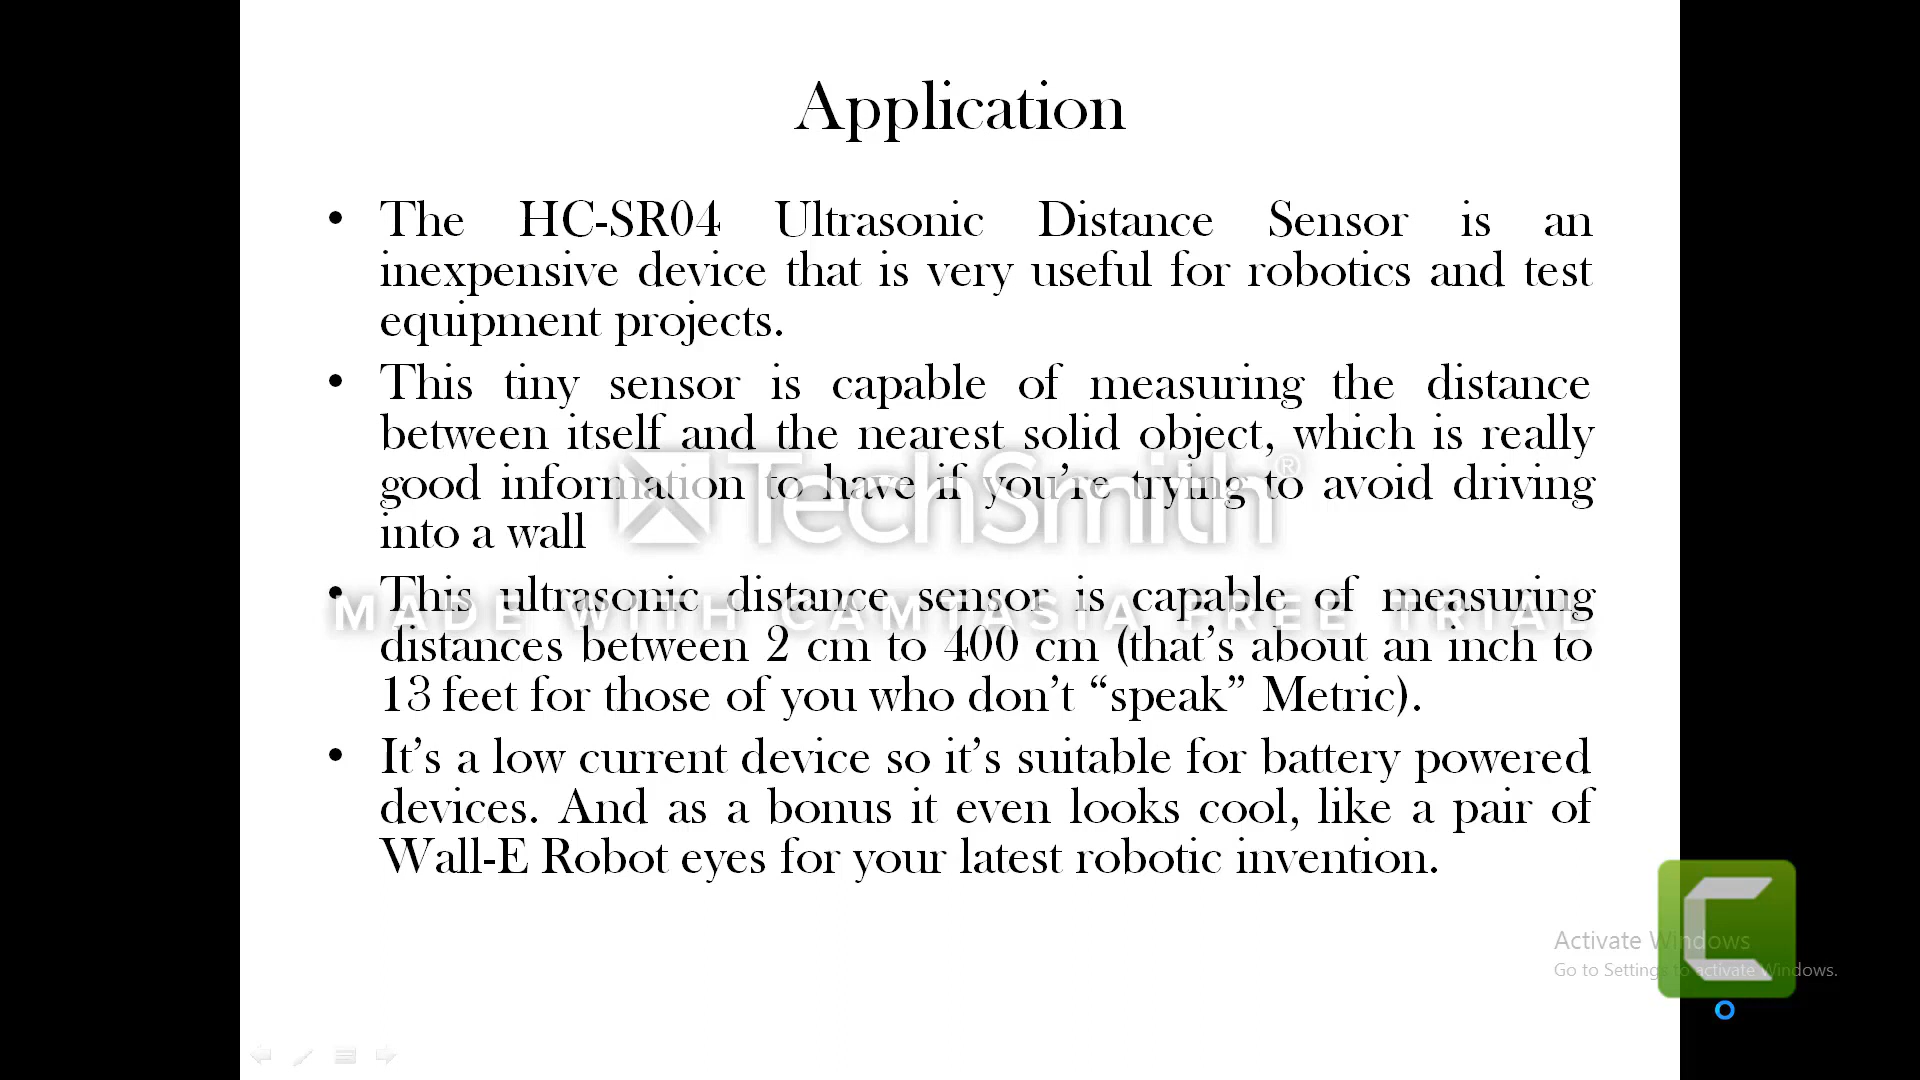 Application
• The HC-SR04 Ultrasonic Distance Sensor is an
inexpensive device that is very useful for robotics and test
equipment projects.
• This tiny sensor is capable of measuring the distance
between itself and the nearest solid object, which is really
good information to have if you’re trying to avoid driving
into a wall
TechSmith®
• This ultrasonic distance sensor is capable of measuring
MADE WITH CAMTASIA FREE TRIAL
distances between 2 cm to 400 cm (that’s about an inch to
13 feet for those of you who don’t “speak” Metric).
• It’s a low current device so it’s suitable for battery powered
devices. And as a bonus it even looks cool, like a pair of
Wall-E Robot eyes for your latest robotic invention.
Activate Windows
Go to Settings to activate Windows.